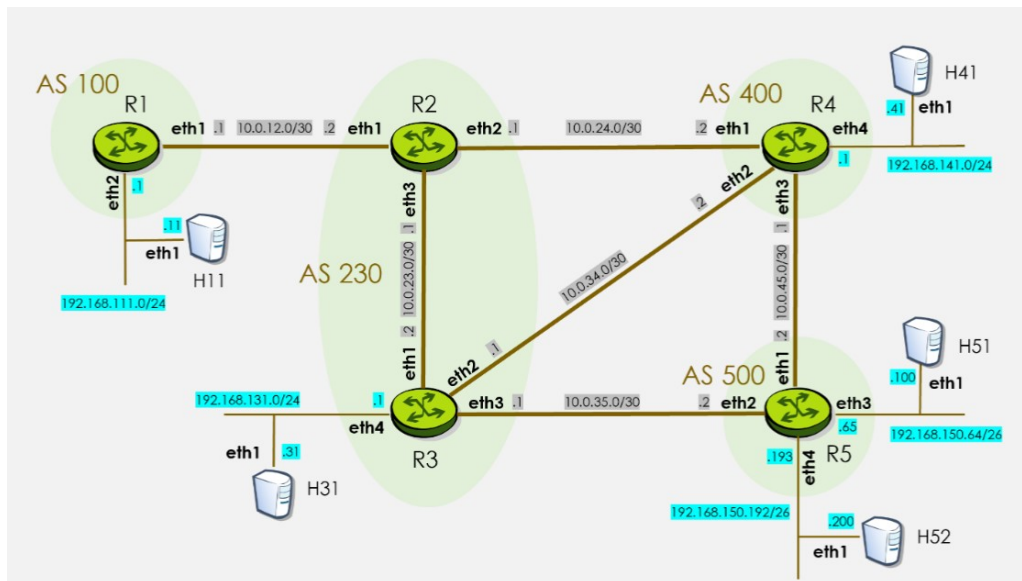 AS 100
R1
eth1 .1 10.0.12.0/30 .2 eth1
R2
eth2 .1 10.0.24.0/30 .2 eth1
AS 400
R4
eth4
.1
H41
.41 eth1
192.168.141.0/24
eth2
.1
.11
eth1
H11
192.168.111.0/24
eth3
.1
10.0.23.0/30
.2
eth1
AS 230
eth2
.2
10.0.34.0/30
.1
eth2
eth3
.1
10.0.45.0/30
.2
eth1
192.168.131.0/24
.1
eth4
R3
eth3 .1 10.0.35.0/30 .2 eth2
eth1 .31
H31
AS 500
R5
eth3
.65
H51
.100 eth1
192.168.150.64/26
.193
eth4
192.168.150.192/26
.200
eth1
H52